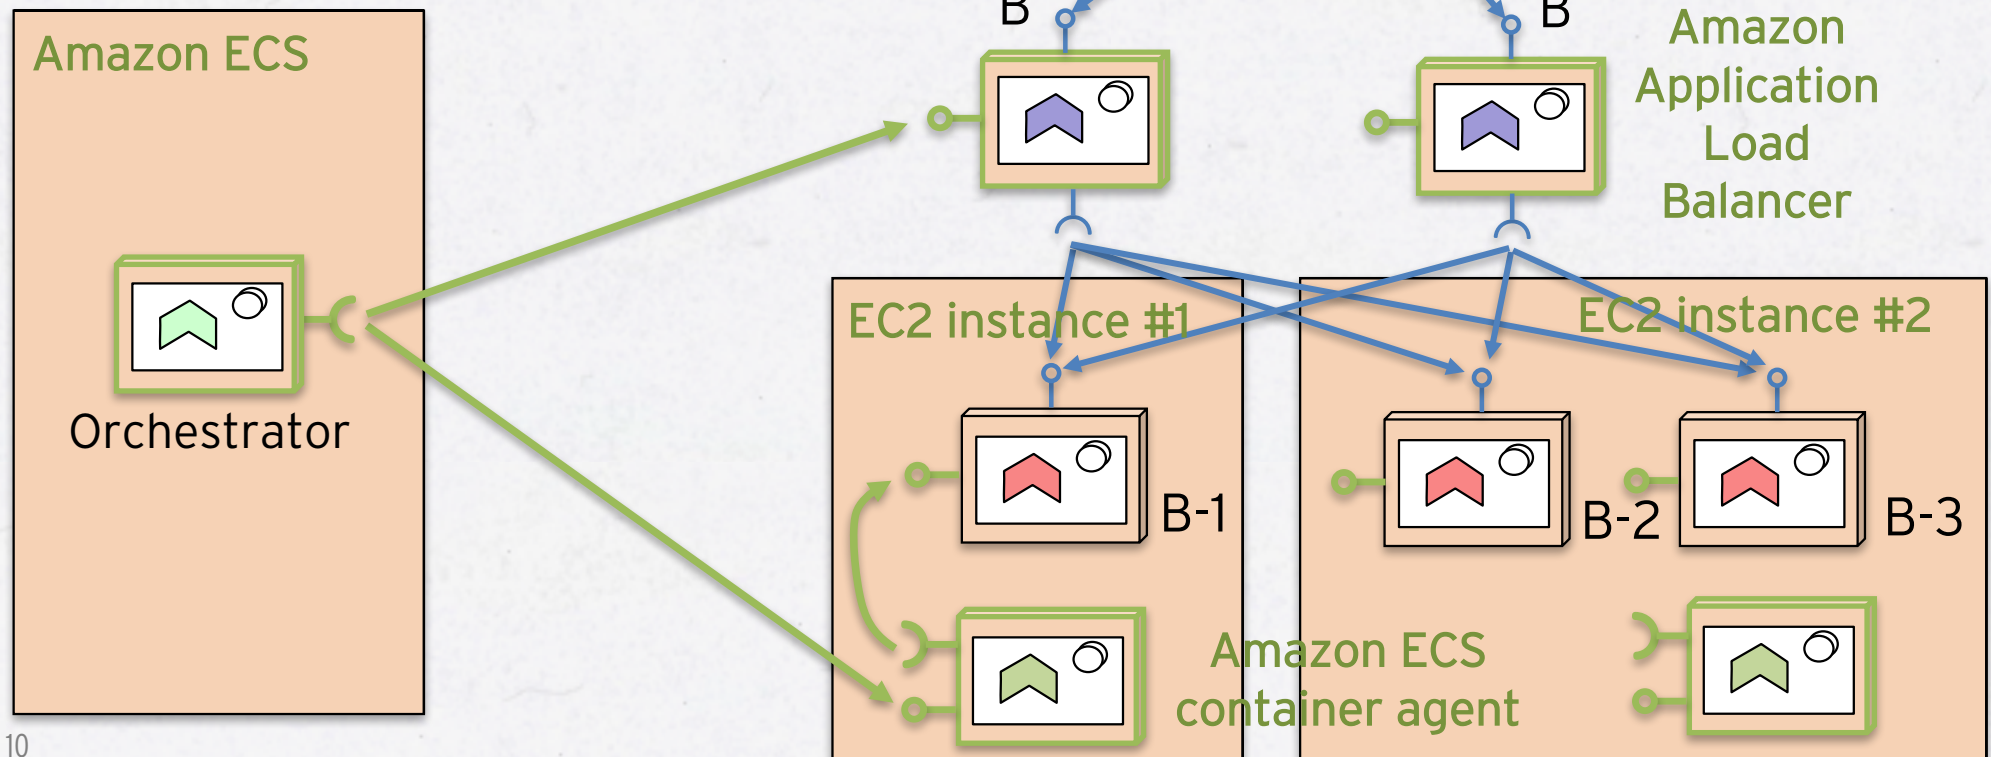 Amazon ECS
B
B
Amazon
Application
Load
Balancer
EC2 instance #1
EC2 instance #2
Orchestrator
B-1
B-2
B-3
Amazon ECS
container agent
10